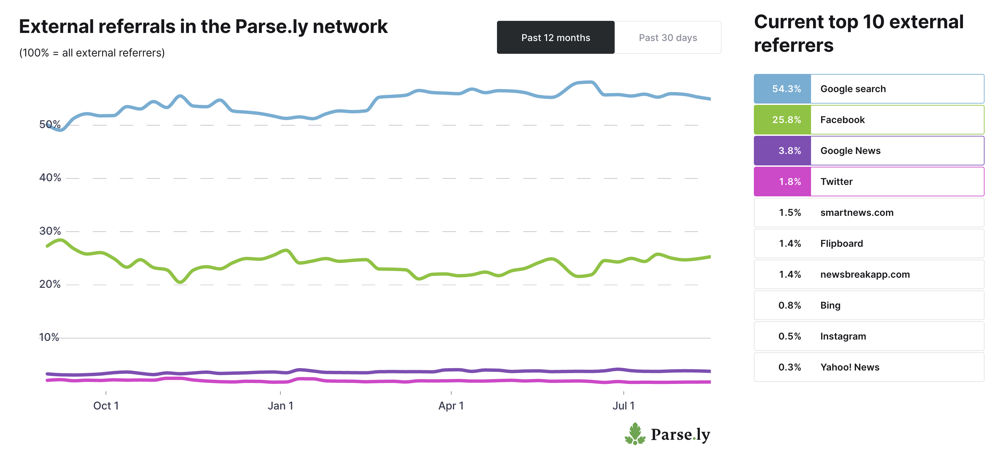 External referrals in the Parse.ly network
(100% = all external referrers)
Past 12 months
Past 30 days
50%
40%
30%
20%
10%
Oct 1
Jan 1
Apr 1
Jul 1
Parse.ly
Current top 10 external
referrers
54.3% Google search
25.8% Facebook
3.8% Google News
1.8% Twitter
1.5% smartnews.com
1.4% Flipboard
1.4% newsbreakapp.com
0.8% Bing
0.5% Instagram
0.3% Yahoo! News